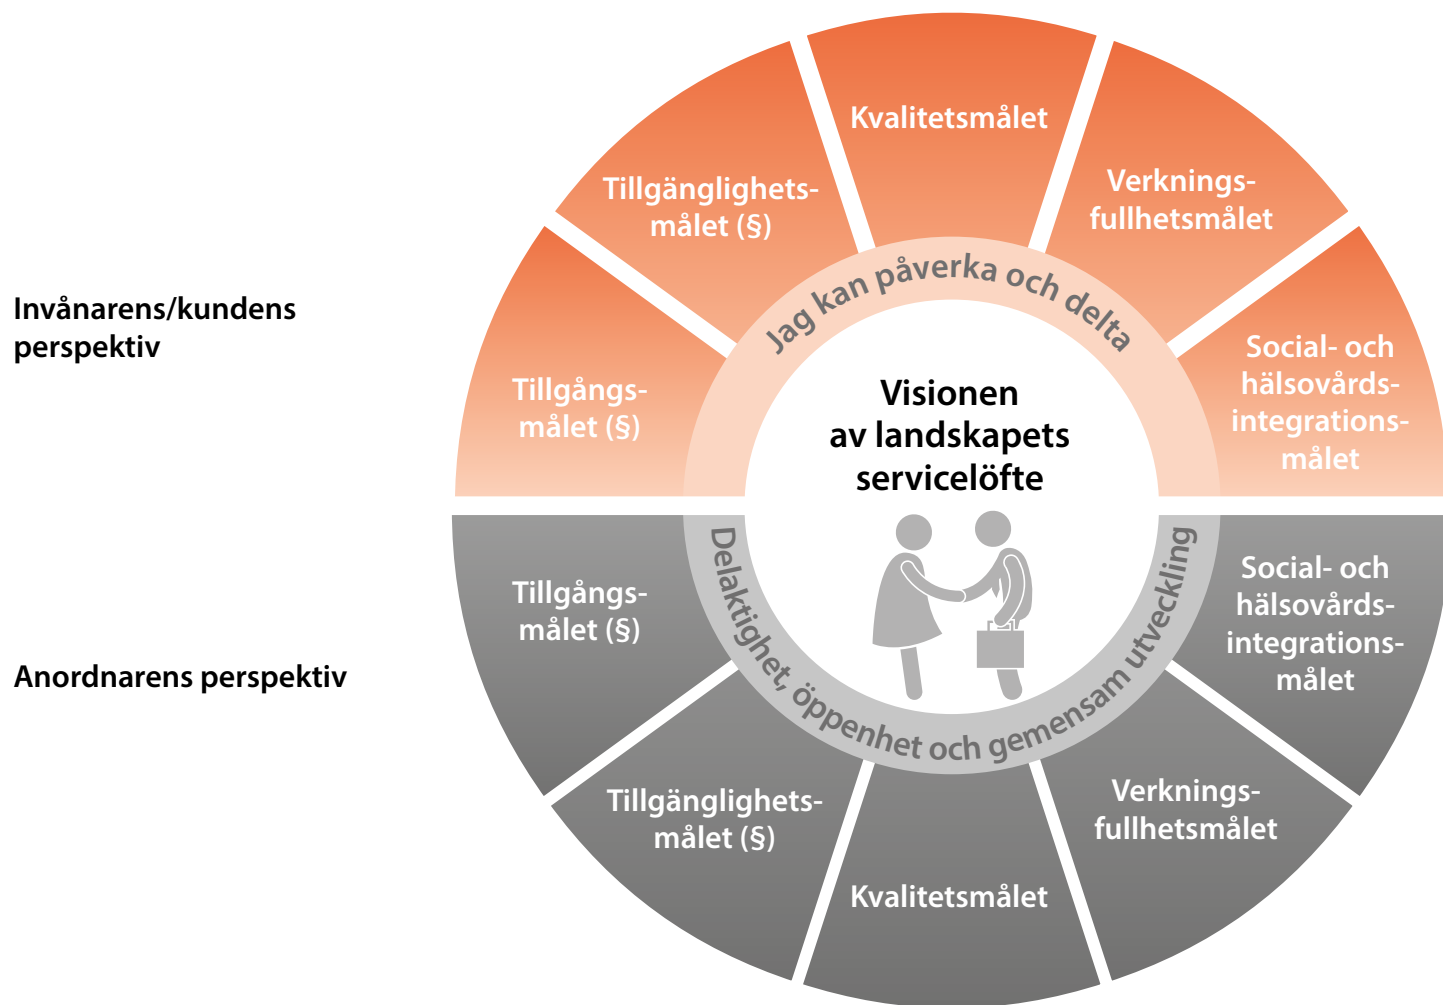 Invånarens/kundens
perspektiv
Tillgångs-
målet (§)
Tillgänglighets-
målet (§)
Kvalitetsmålet
Verknings-
fullhetsmålet
Social- och
hälsovårds-
integrations-
målet
Jag kan påverka och delta
Visionen
av landskapets
servicelöfte
Anordnarens perspektiv
Tillgångs-
målet (§)
Tillgänglighets-
målet (§)
Kvalitetsmålet
Verknings-
fullhetsmålet
Social- och
hälsovårds-
integrations-
målet
Delaktighet, öppenhet och gemensam utveckling